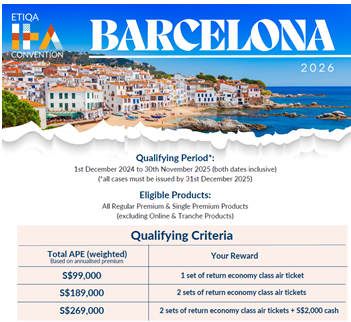 ETIQA
IFA
CONVENTION
BARCELONA
2026
Qualifying Period*:
1st December 2024 to 30th November 2025 (both dates inclusive)
(*all cases must be issued by 31st December 2025)
Eligible Products:
All Regular Premium & Single Premium Products
(excluding Online & Tranche Products)
Qualifying Criteria
Total APE (weighted) Your Reward
Based on annualised premium
S$99,000 1 set of return economy class air ticket
S$189,000 2 sets of return economy class air tickets
S$269,000 2 sets of return economy class air tickets + S$2,000 cash